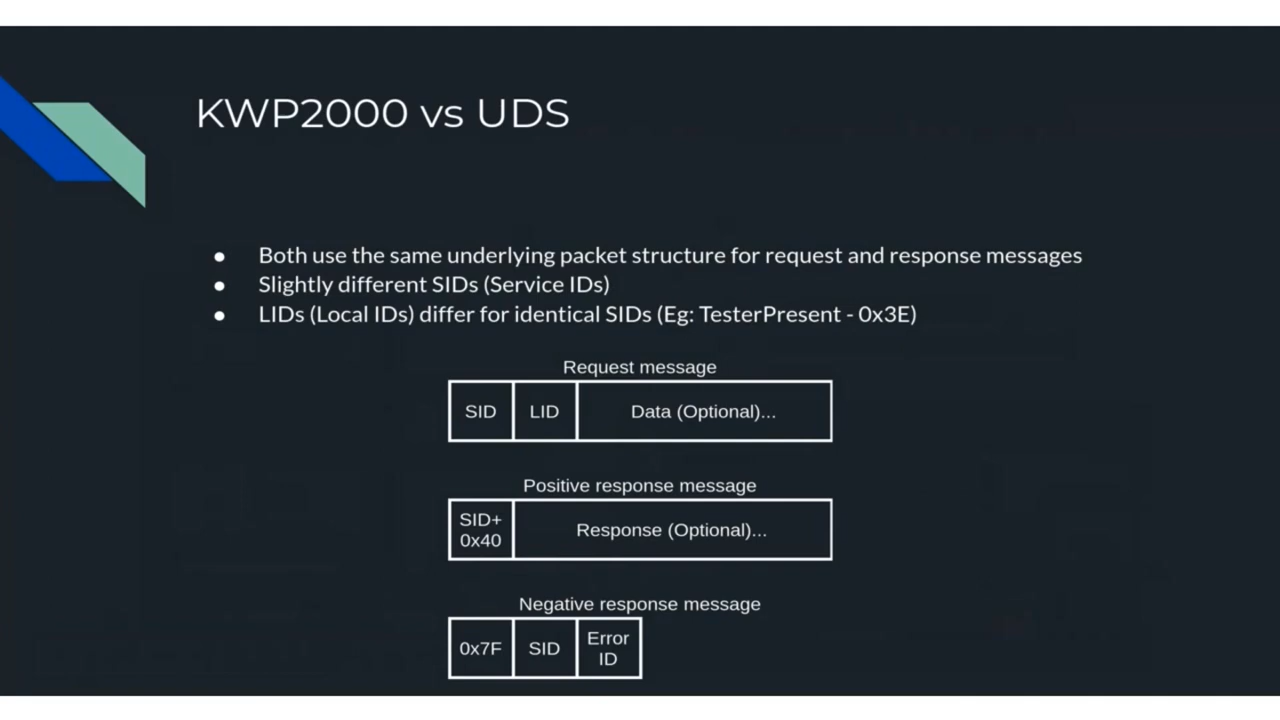 KWP2000 vs UDS
● Both use the same underlying packet structure for request and response messages
● Slightly different SIDs (Service IDs)
● LIDs (Local IDs) differ for identical SIDs (Eg: TesterPresent - 0x3E)
Request message
SID LID Data (Optional)...
Positive response message
SID+
0x40
Response (Optional)...
Negative response message
0x7F SID Error
ID